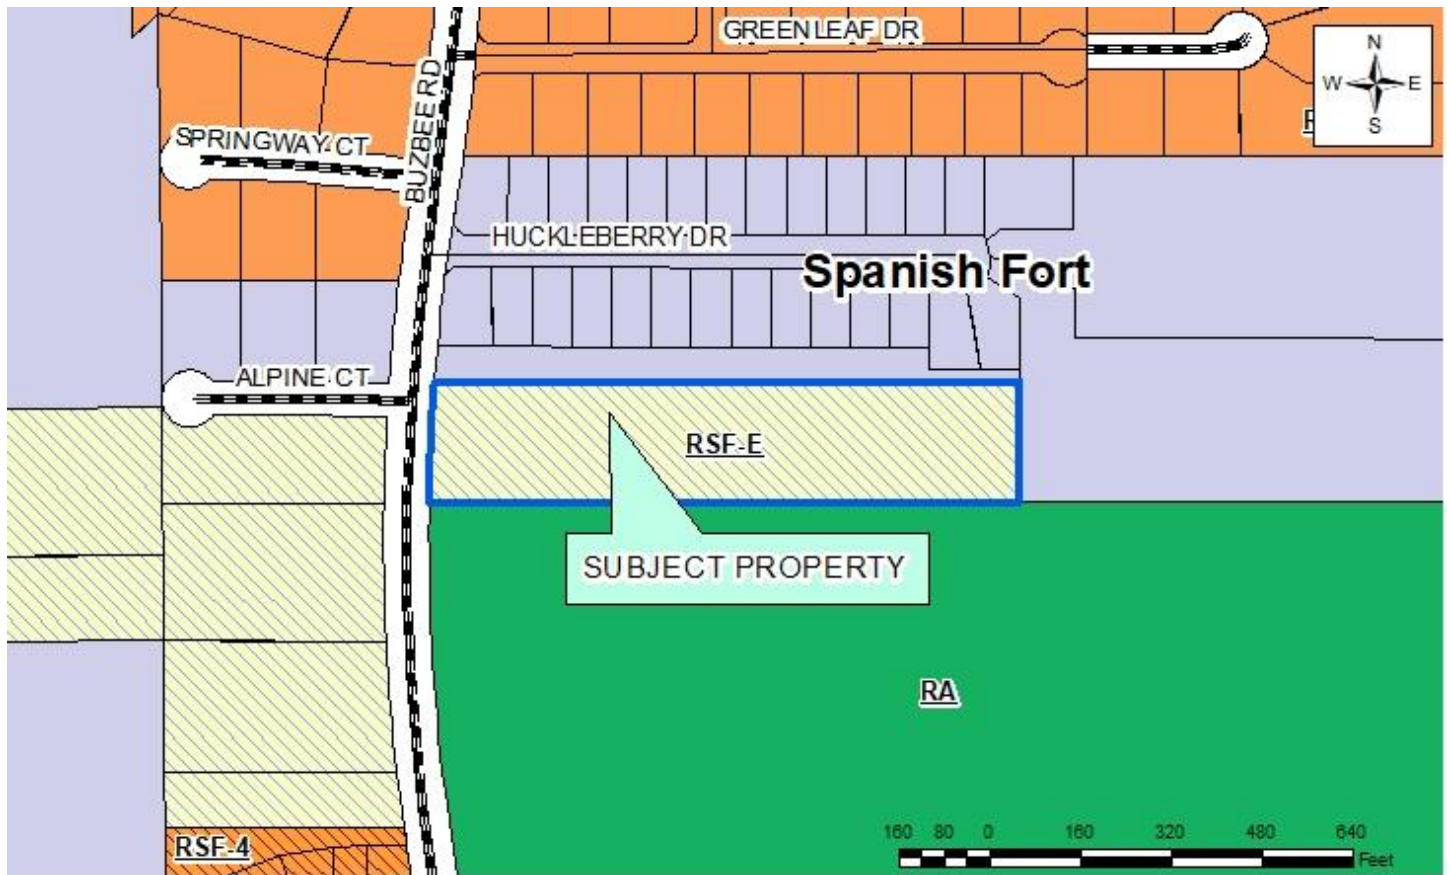 GREENLEAF DR
N
W E
S
R
SPRINGWAY CT
BUZBEE RD
HUCKLEBERRY DR
Spanish Fort
ALPINE CT
RSF-E
SUBJECT PROPERTY
RA
RSF-4
160 80 0 160 320 480 640
Feet